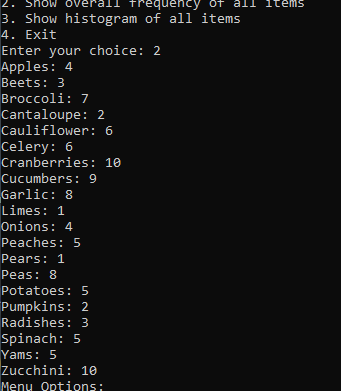 2. Show overall frequency of all items
3. Show histogram of all items
4. Exit
Enter your choice: 2
Apples: 4
Beets: 3
Broccoli: 7
Cantaloupe: 2
Cauliflower: 6
Celery: 6
Cranberries: 10
Cucumbers: 9
Garlic: 8
Limes: 1
Onions: 4
Peaches: 5
Pears: 1
Peas: 8
Potatoes: 5
Pumpkins: 2
Radishes: 3
Spinach: 5
Yams: 5
Zucchini: 10
Menu Options: